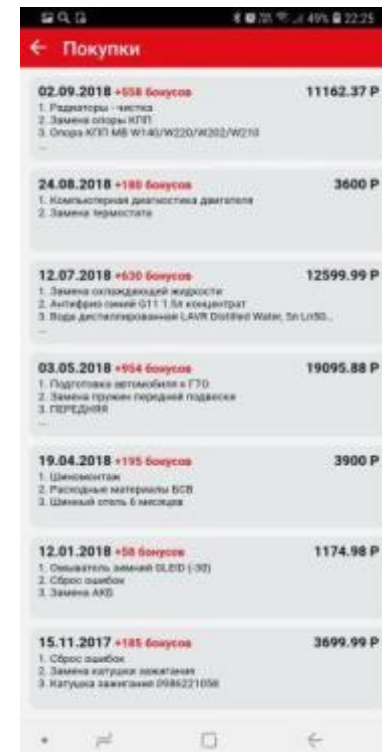 49% 22:25
Покупки
02.09.2018 +558 бонусов 11162.37 Р
1. Радиаторы - чистка
2. Замена опоры КПП
3. Опора КПП MB W140/W220/W202/W210
...
24.08.2018 +180 бонусов 3600 Р
1. Компьютерная диагностика двигателя
2. Замена термостата
12.07.2018 +630 бонусов 12599.99 Р
1. Замена охлаждающей жидкости
2. Антифриз синий G11 1.5л концентрат
3. Вода дистиллированная LAVR Distilled Water, 5л Ln50..
...
03.05.2018 +954 бонусов 19095.88 Р
1. Подготовка автомобиля к ГТО
2. Замена пружин передней подвески
3. ПЕРЕДНЯЯ
...
19.04.2018 +195 бонусов 3900 Р
1. Шиномонтаж
2. Расходные материалы БСВ
3. Шинный отель 6 месяцев
12.01.2018 +58 бонусов 1174.98 Р
1. Омыватель зимний GLEID (-30)
2. Сброс ошибок
3. Замена АКБ
15.11.2017 +185 бонусов 3699.99 Р
1. Сброс ошибок
2. Замена катушки зажигания
3. Катушка зажигания 0986221058